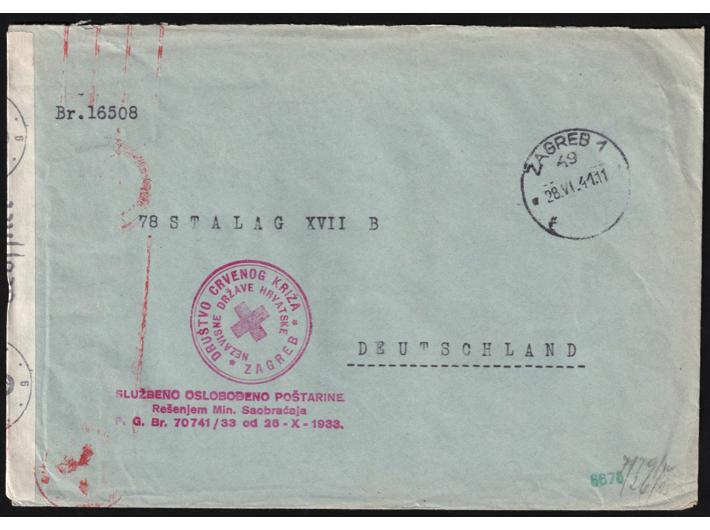 Br.16508
ZAGREB 1
49
28.VI.41.11
f
78 S T A L A G XVII B
DRUŠTVO CRVENOG KRIŽA
NEZAVISNE DRŽAVE HRVATSKE
* ZAGREB *
D E U T S C H L A N D
SLUŽBENO OSLOBOĐENO POŠTARINE
Rešenjem Min. Saobraćaja
P. G. Br. 70741/33 od 26-X-1933.
6676